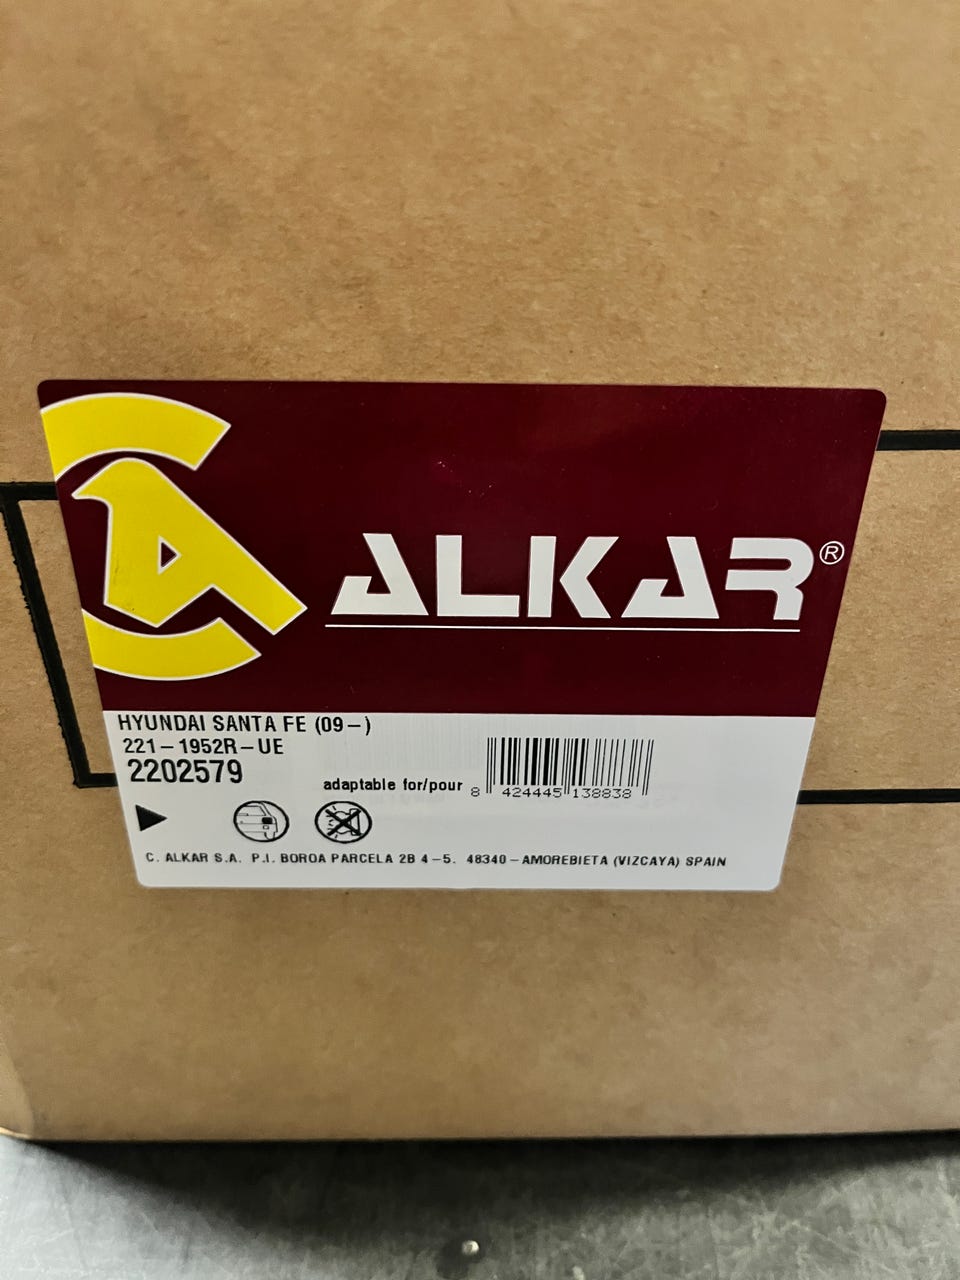 ALKAR®
HYUNDAI SANTA FE (09-)
221-1952R-UE
2202579
adaptable for/pour
8 424445 138838
C. ALKAR S.A. P.I. BOROA PARCELA 2B 4-5. 48340-AMOREBIETA (VIZCAYA) SPAIN